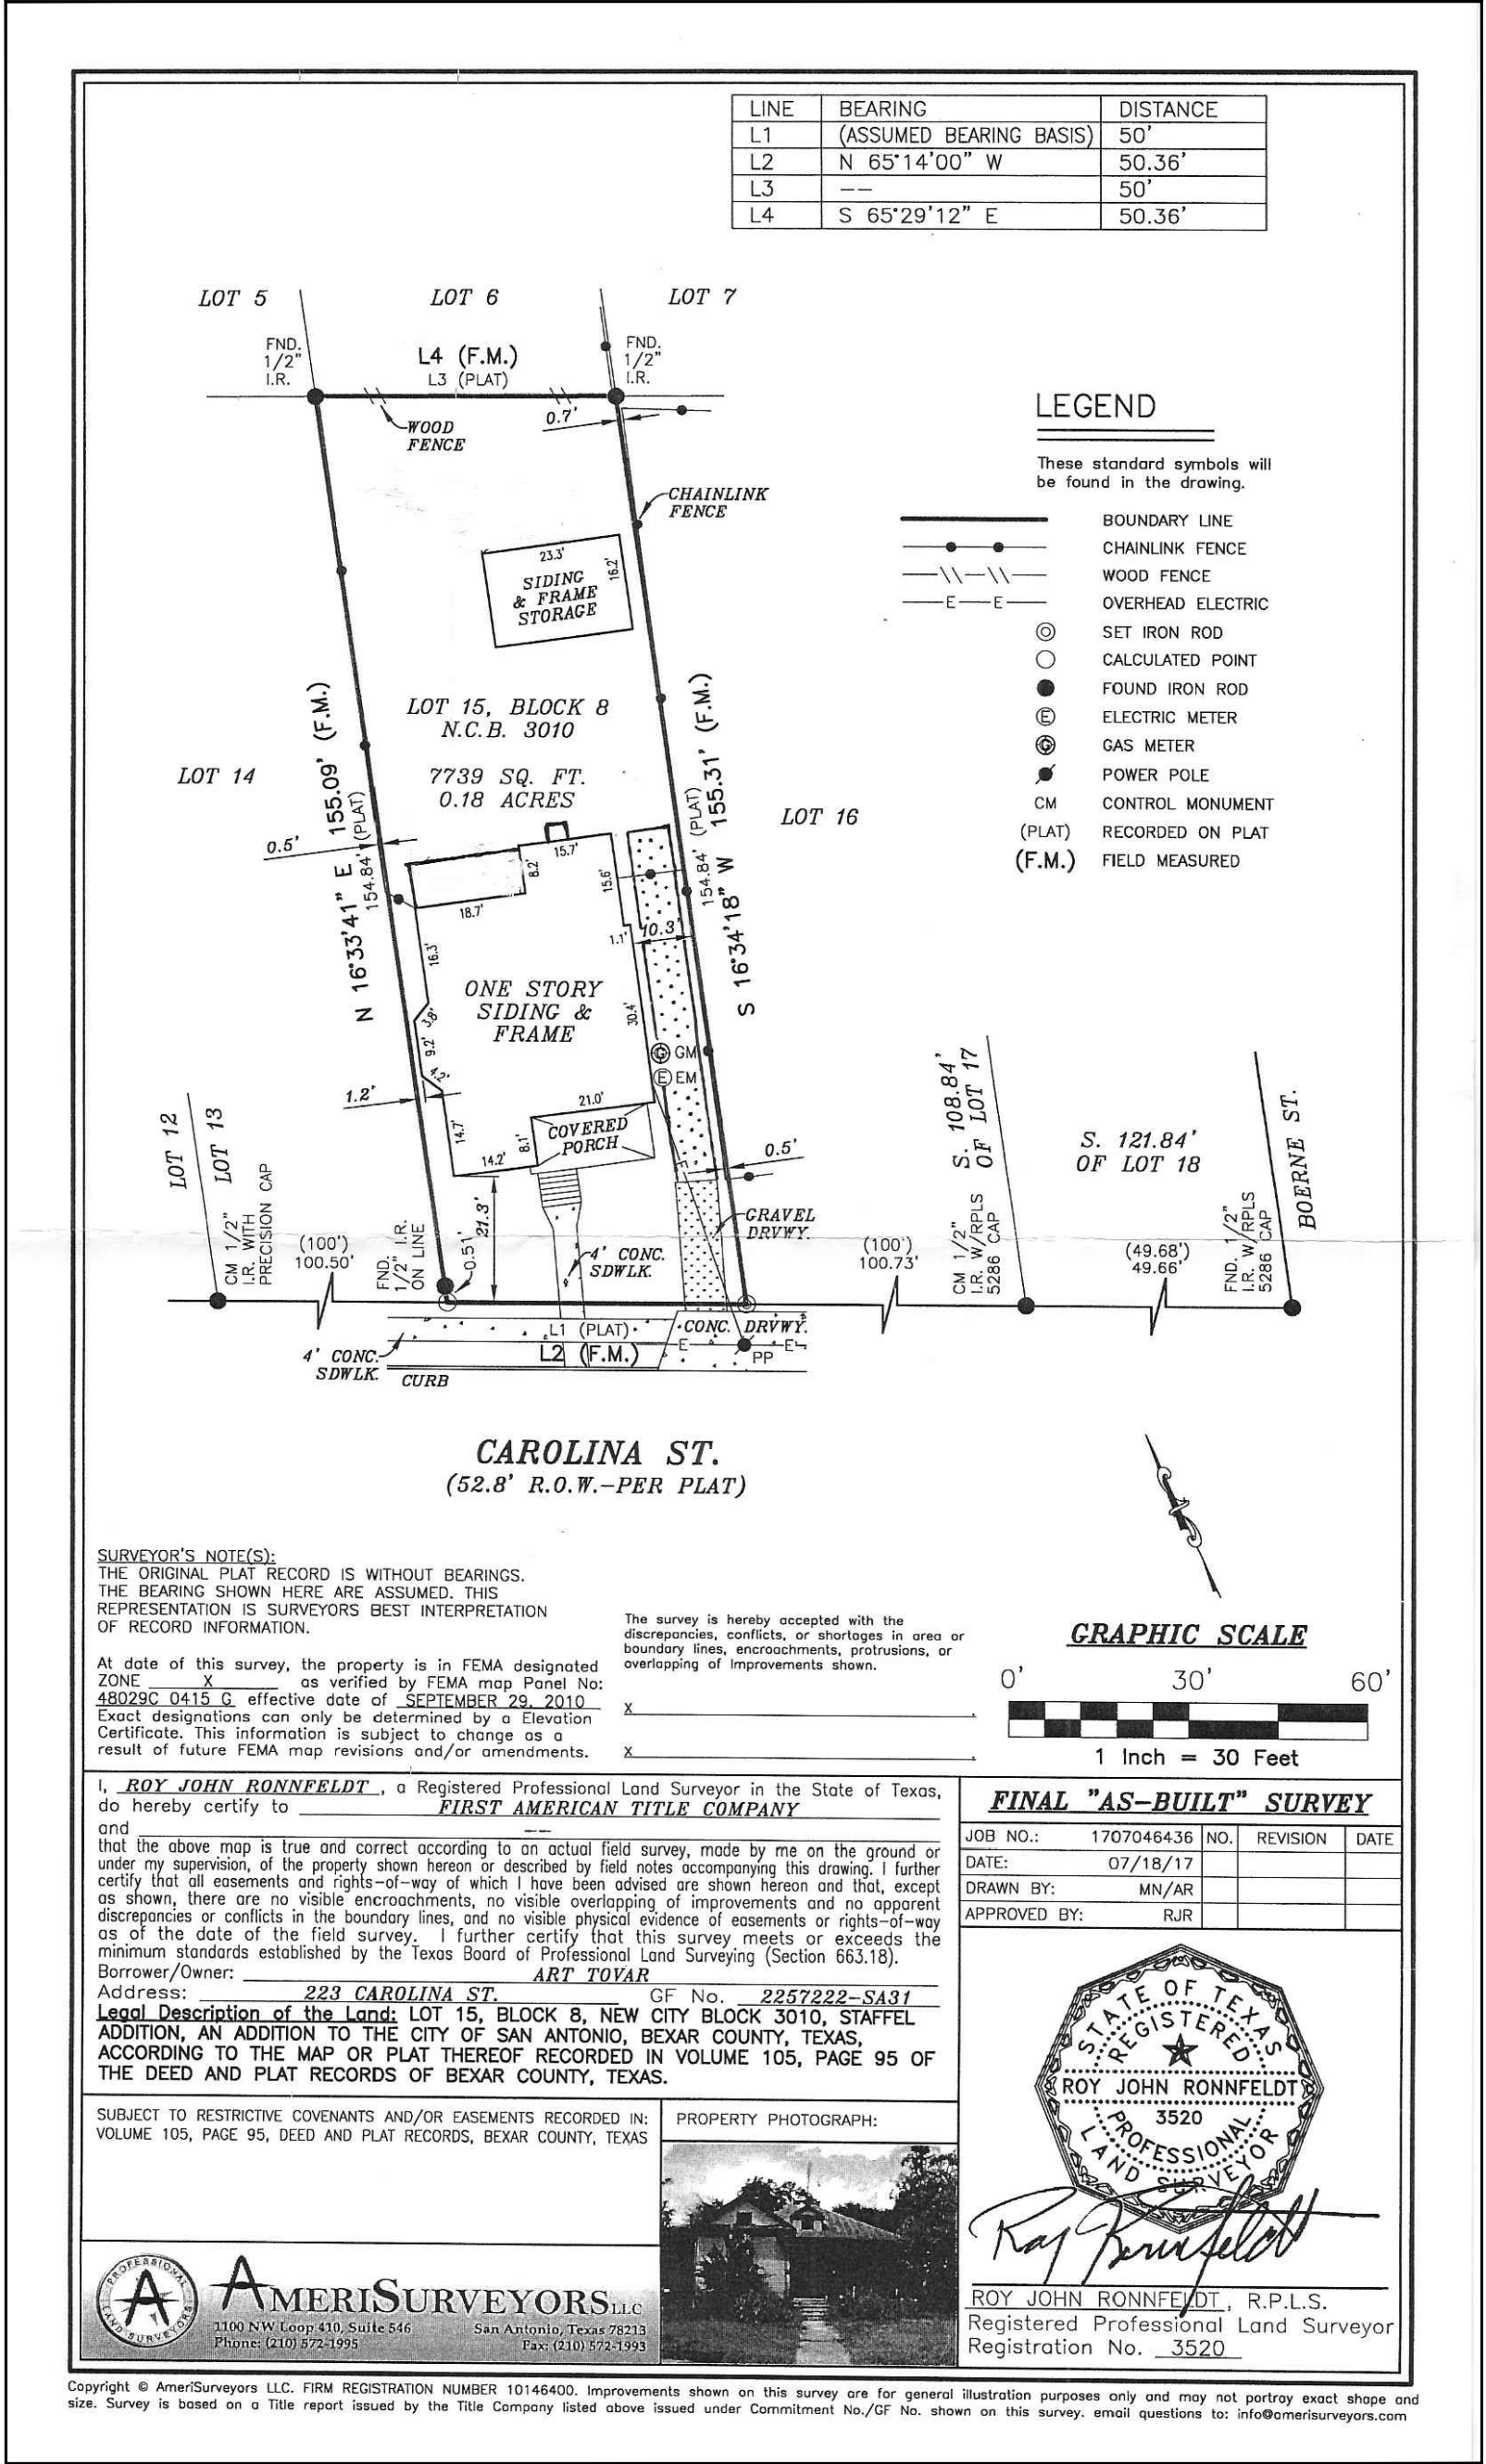 LINE BEARING DISTANCE
L1 (ASSUMED BEARING BASIS) 50'
L2 N 65°14'00" W 50.36'
L3 -- 50'
L4 S 65°29'12" E 50.36'
LOT 5
LOT 6
LOT 7
FND.
1/2"
I.R.
L4 (F.M.)
L3 (PLAT)
FND.
1/2"
I.R.
WOOD
FENCE
0.7'
CHAINLINK
FENCE
23.3'
16.2'
SIDING
& FRAME
STORAGE
LEGEND
These standard symbols will
be found in the drawing.
BOUNDARY LINE
CHAINLINK FENCE
WOOD FENCE
E E OVERHEAD ELECTRIC
SET IRON ROD
CALCULATED POINT
FOUND IRON ROD
E ELECTRIC METER
G GAS METER
POWER POLE
CM CONTROL MONUMENT
(PLAT) RECORDED ON PLAT
(F.M.) FIELD MEASURED
LOT 15, BLOCK 8
N.C.B. 3010
7739 SQ. FT.
0.18 ACRES
LOT 14
LOT 16
N 16°33'41" E 155.09' (F.M.)
154.84' (PLAT)
S 16°34'18" W 155.31' (F.M.)
154.84' (PLAT)
0.5'
15.7'
8.2'
18.7'
15.6'
1.1'
10.3'
16.3'
3.8'
9.2'
4.2'
1.2'
30.4'
ONE STORY
SIDING &
FRAME
G GM
E EM
21.0'
COVERED
PORCH
8.1'
14.7'
14.2'
21.3'
0.5'
0.51'
GRAVEL
DRVWY.
4' CONC.
SDWLK.
LOT 12
LOT 13
CM 1/2"
I.R. WITH
PRECISION CAP
(100')
100.50'
FND.
1/2" I.R.
ON LINE
(100')
100.73'
S. 108.84'
OF LOT 17
CM 1/2"
I.R. W/RPLS
5286 CAP
S. 121.84'
OF LOT 18
(49.68')
49.66'
FND. 1/2"
I.R. W/RPLS
5286 CAP
BOERNE ST.
L1 (PLAT)
L2 (F.M.)
CONC. DRVWY.
E E
PP
4' CONC.
SDWLK.
CURB
CAROLINA ST.
(52.8' R.O.W.-PER PLAT)
SURVEYOR'S NOTE(S):
THE ORIGINAL PLAT RECORD IS WITHOUT BEARINGS.
THE BEARING SHOWN HERE ARE ASSUMED. THIS
REPRESENTATION IS SURVEYORS BEST INTERPRETATION
OF RECORD INFORMATION.
At date of this survey, the property is in FEMA designated
ZONE X as verified by FEMA map Panel No:
48029C 0415 G effective date of SEPTEMBER 29, 2010
Exact designations can only be determined by a Elevation
Certificate. This information is subject to change as a
result of future FEMA map revisions and/or amendments.
The survey is hereby accepted with the
discrepancies, conflicts, or shortages in area or
boundary lines, encroachments, protrusions, or
overlapping of Improvements shown.
X
X
GRAPHIC SCALE
0' 30' 60'
1 Inch = 30 Feet
I, ROY JOHN RONNFELDT, a Registered Professional Land Surveyor in the State of Texas,
do hereby certify to FIRST AMERICAN TITLE COMPANY
and --
that the above map is true and correct according to an actual field survey, made by me on the ground or
under my supervision, of the property shown hereon or described by field notes accompanying this drawing. I further
certify that all easements and rights-of-way of which I have been advised are shown hereon and that, except
as shown, there are no visible encroachments, no visible overlapping of improvements and no apparent
discrepancies or conflicts in the boundary lines, and no visible physical evidence of easements or rights-of-way
as of the date of the field survey. I further certify that this survey meets or exceeds the
minimum standards established by the Texas Board of Professional Land Surveying (Section 663.18).
Borrower/Owner: ART TOVAR
Address: 223 CAROLINA ST. GF No. 2257222-SA31
Legal Description of the Land: LOT 15, BLOCK 8, NEW CITY BLOCK 3010, STAFFEL
ADDITION, AN ADDITION TO THE CITY OF SAN ANTONIO, BEXAR COUNTY, TEXAS,
ACCORDING TO THE MAP OR PLAT THEREOF RECORDED IN VOLUME 105, PAGE 95 OF
THE DEED AND PLAT RECORDS OF BEXAR COUNTY, TEXAS.
FINAL "AS-BUILT" SURVEY
JOB NO.: 1707046436 NO. REVISION DATE
DATE: 07/18/17
DRAWN BY: MN/AR
APPROVED BY: RJR
SUBJECT TO RESTRICTIVE COVENANTS AND/OR EASEMENTS RECORDED IN:
VOLUME 105, PAGE 95, DEED AND PLAT RECORDS, BEXAR COUNTY, TEXAS
PROPERTY PHOTOGRAPH:
STATE OF TEXAS
REGISTERED
ROY JOHN RONNFELDT
3520
PROFESSIONAL
LAND SURVEYOR
Roy Ronnfeldt
ROY JOHN RONNFELDT, R.P.L.S.
Registered Professional Land Surveyor
Registration No. 3520
PROFESSIONAL
A
LAND SURVEYORS
AMERISURVEYORS LLC
1100 NW Loop 410, Suite 546 San Antonio, Texas 78213
Phone: (210) 572-1995 Fax: (210) 572-1993
Copyright © AmeriSurveyors LLC. FIRM REGISTRATION NUMBER 10146400. Improvements shown on this survey are for general illustration purposes only and may not portray exact shape and
size. Survey is based on a Title report issued by the Title Company listed above issued under Commitment No./GF No. shown on this survey. email questions to: info@amerisurveyors.com